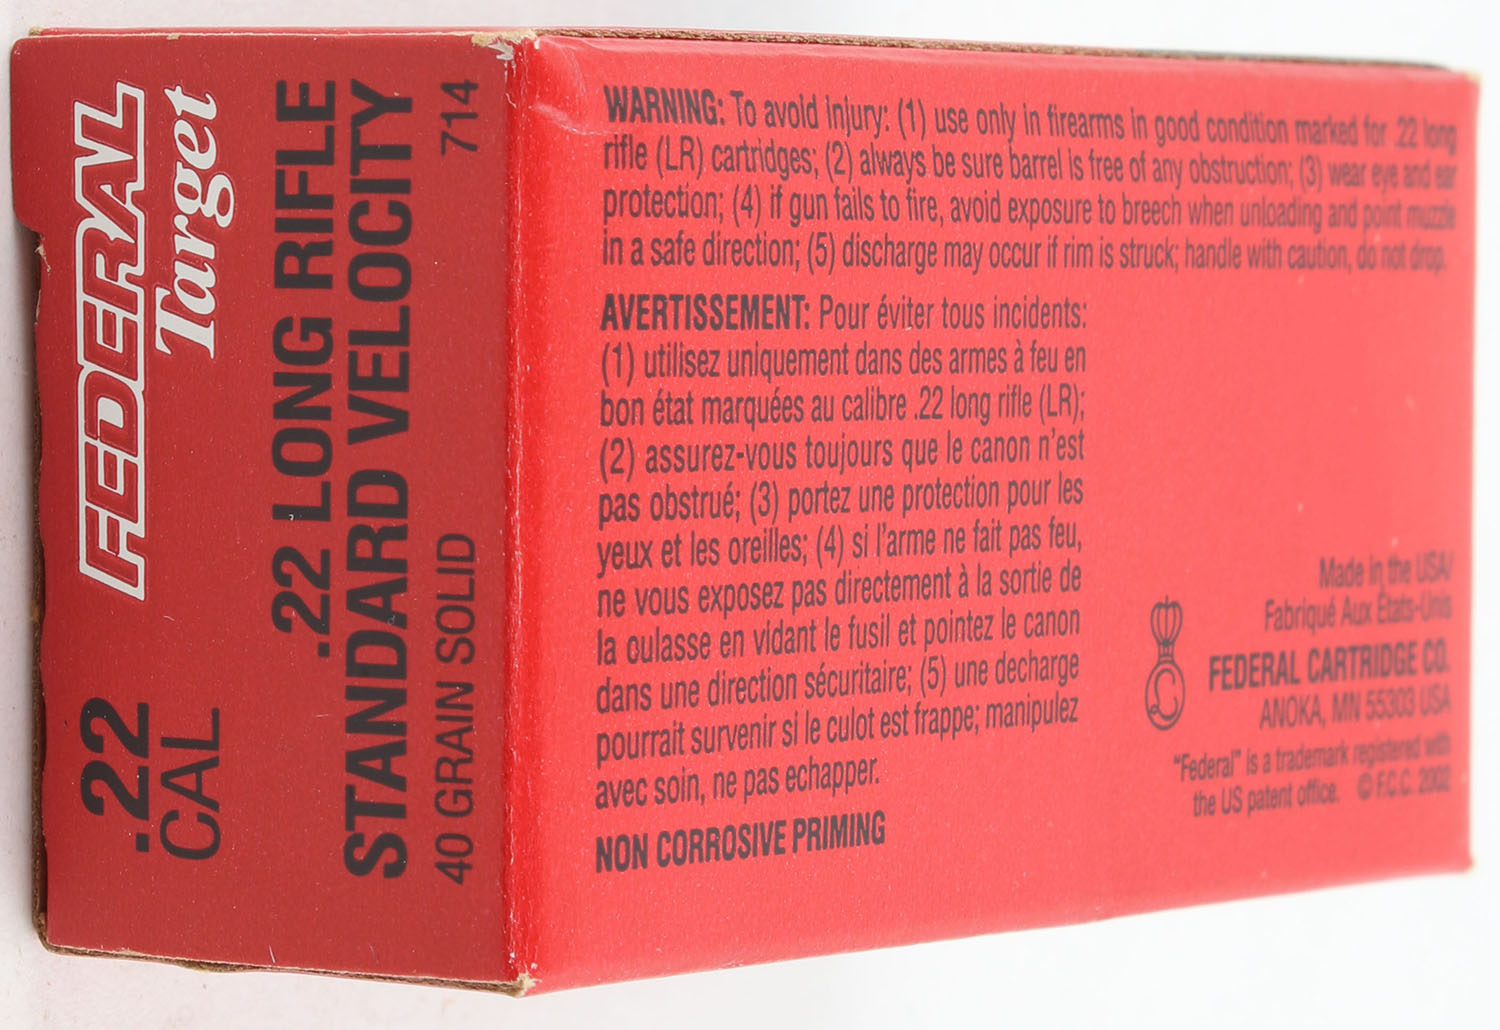 FEDERAL
Target
.22
CAL
.22 LONG RIFLE
STANDARD VELOCITY
40 GRAIN SOLID
714
WARNING: To avoid Injury: (1) use only in firearms in good condition marked for .22 long
rifle (LR) cartridges; (2) always be sure barrel is free of any obstruction; (3) wear eye and ear
protection; (4) if gun fails to fire, avoid exposure to breech when unloading and point muzzle
in a safe direction; (5) discharge may occur if rim is struck; handle with caution, do not drop.
AVERTISSEMENT: Pour éviter tous incidents:
(1) utilisez uniquement dans des armes à feu en
bon état marquées au calibre .22 long rifle (LR);
(2) assurez-vous toujours que le canon n'est
pas obstrué; (3) portez une protection pour les
yeux et les oreilles; (4) si l'arme ne fait pas feu,
ne vous exposez pas directement à la sortie de
la culasse en vidant le fusil et pointez le canon
dans une direction sécuritaire; (5) une decharge
pourrait survenir si le culot est frappe; manipulez
avec soin, ne pas echapper.
NON CORROSIVE PRIMING
Made in the USA/
Fabriqué Aux États-Unis
FEDERAL CARTRIDGE CO.
ANOKA, MN 55303 USA
"Federal" is a trademark registered with
the US patent office. © F.C.C. 2002